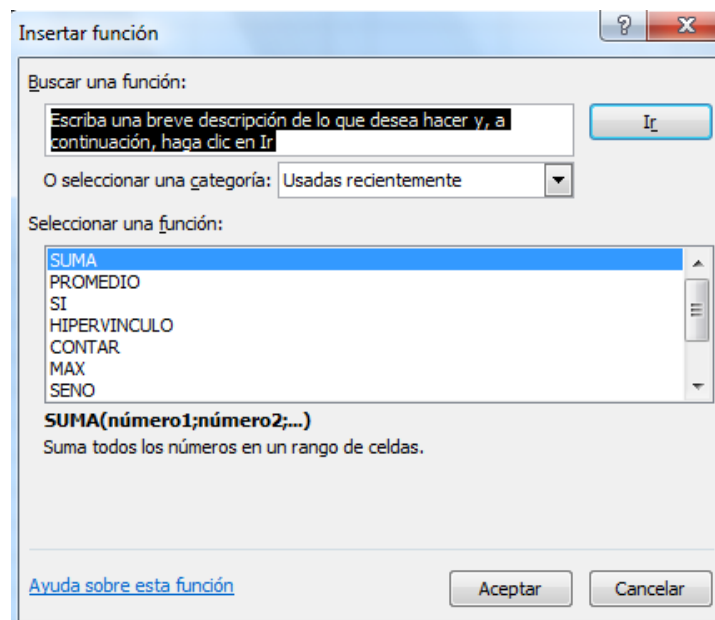 Insertar función
Buscar una función:
Escriba una breve descripción de lo que desea hacer y, a
continuación, haga clic en Ir
Ir
O seleccionar una categoría: Usadas recientemente
Seleccionar una función:
SUMA
PROMEDIO
SI
HIPERVINCULO
CONTAR
MAX
SENO
SUMA(número1;número2;...)
Suma todos los números en un rango de celdas.
Ayuda sobre esta función
Aceptar
Cancelar